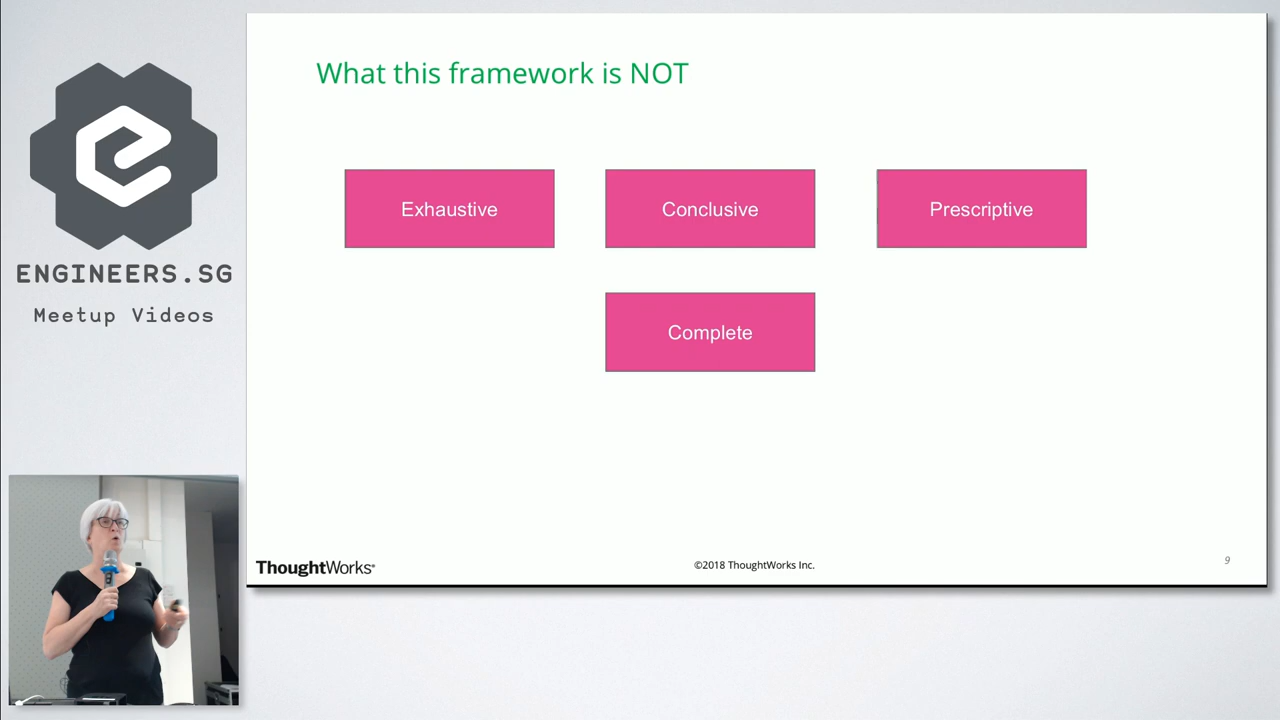 What this framework is NOT
Exhaustive
Conclusive
Prescriptive
Complete
ENGINEERS.SG
Meetup Videos
ThoughtWorks®
©2018 ThoughtWorks Inc.
9